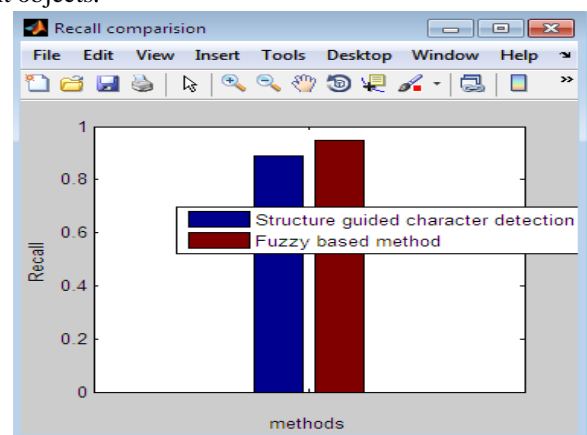 t objects.
Recall comparision
File Edit View Insert Tools Desktop Window Help
1
0.8
0.6
0.4
0.2
0
Recall
Structure guided character detection
Fuzzy based method
methods